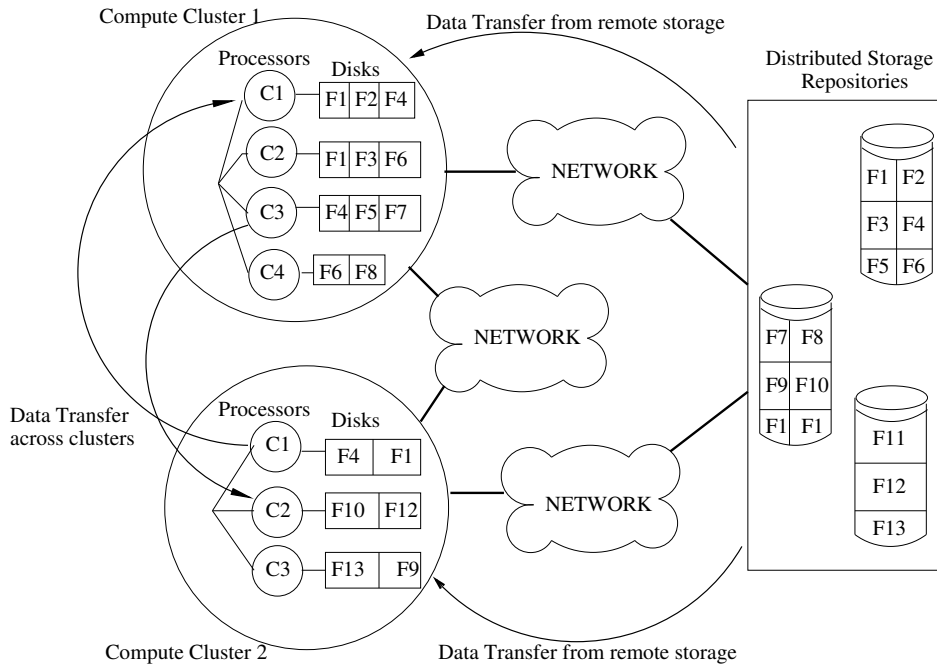 Compute Cluster 1
Data Transfer from remote storage
Distributed Storage
Repositories
Processors
Disks
C1
F1 F2 F4
C2
F1 F3 F6
C3
F4 F5 F7
C4
F6 F8
NETWORK
NETWORK
F1 F2
F3 F4
F5 F6
F7 F8
F9 F10
F1 F1
F11
F12
F13
Data Transfer
across clusters
Processors
Disks
C1
F4 F1
C2
F10 F12
C3
F13 F9
NETWORK
Compute Cluster 2
Data Transfer from remote storage